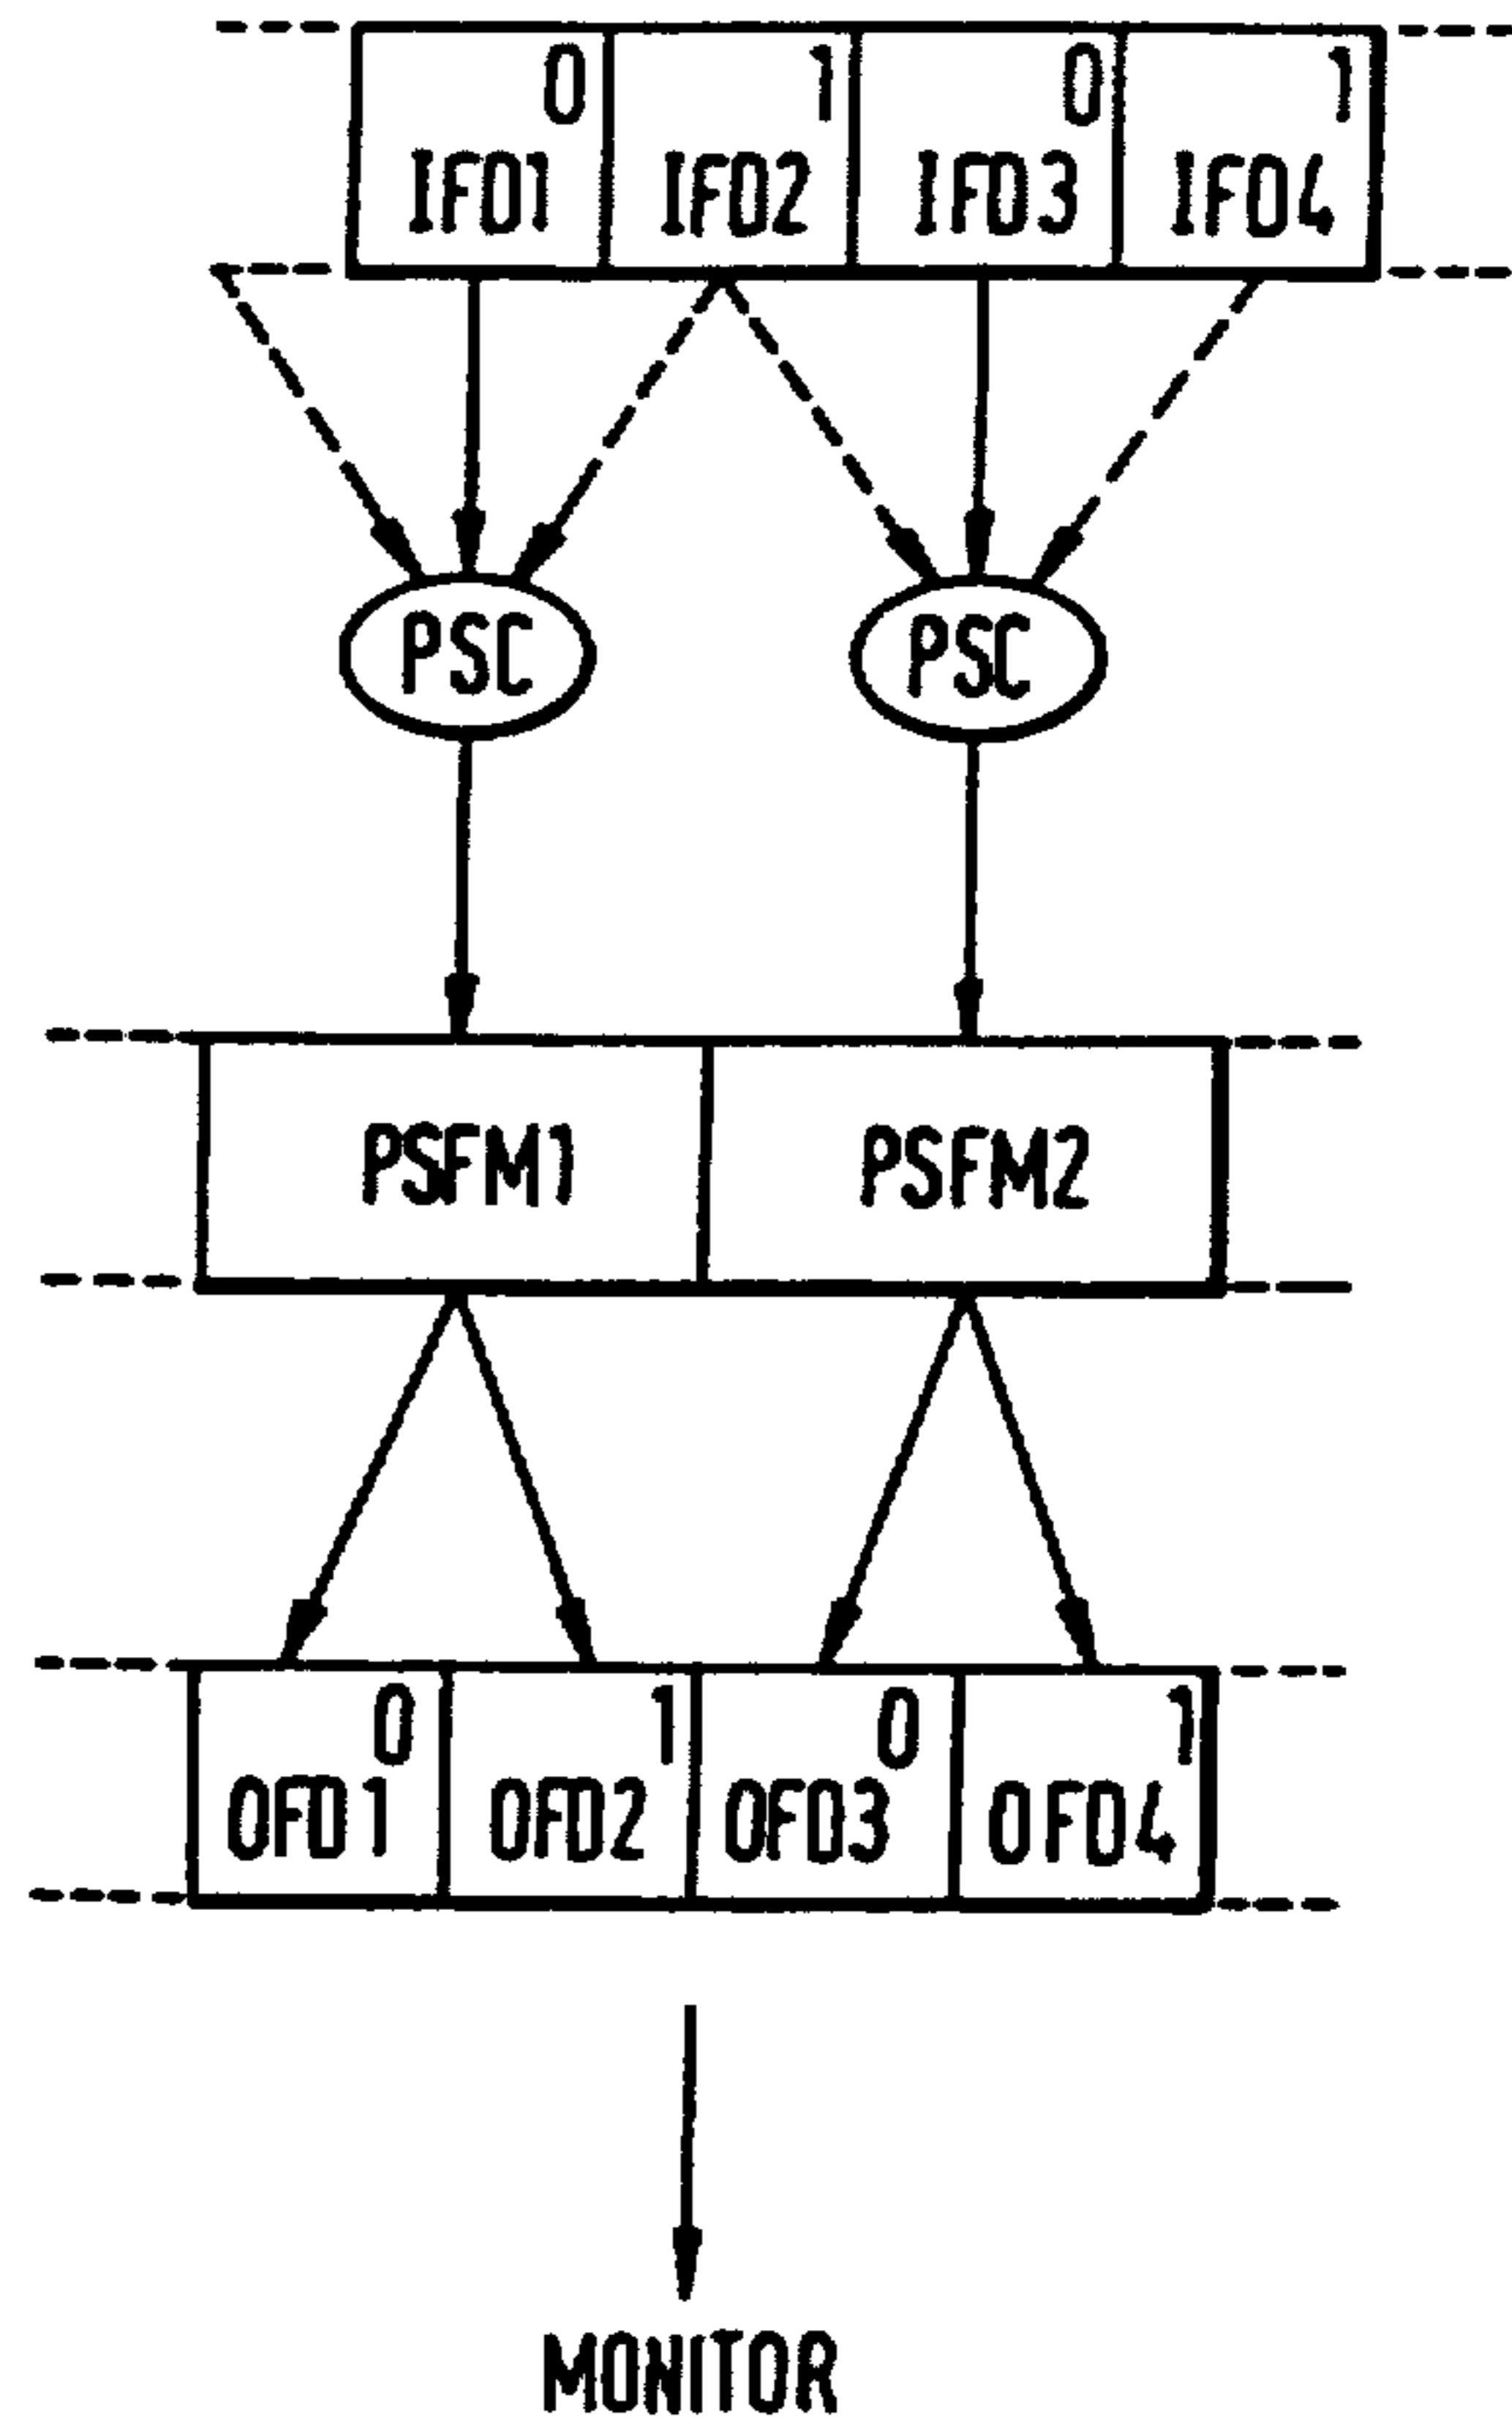 0 1 0 1
IFD1 IFD2 IFD3 IFD4
PSC PSC
PSFM1 PSFM2
0 1 0 1
OFD1 OFD2 OFD3 OFD4
MONITOR